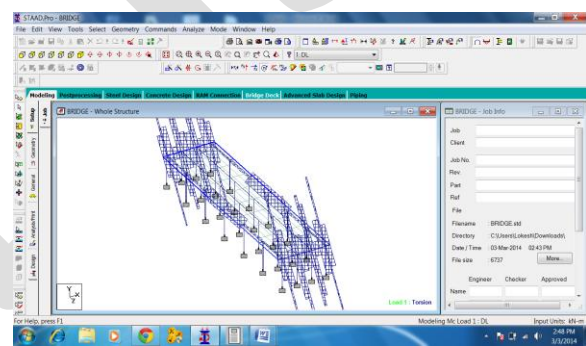 STAAD.Pro - BRIDGE
File Edit View Tools Select Geometry Commands Analyze Mode Window Help
1: DL
Modeling Postprocessing Steel Design Concrete Design RAM Connection Bridge Deck Advanced Slab Design Piping
Setup
Job
Geometry
General
Analysis/Print
Design
BRIDGE - Whole Structure
Y
X
Z
Load 1 : Torsion
BRIDGE - Job Info
Job
Client
Job No.
Rev.
Part
Ref
File
Filename BRIDGE.std
Directory C:\Users\Lokesh\Downloads\
Date / Time 03-Mar-2014 02:43 PM
File size 6737 More...
Engineer Checker Approved
Name
For Help, press F1 Modeling Mc Load 1 : DL Input Units: kN-m
2:48 PM
3/3/2014